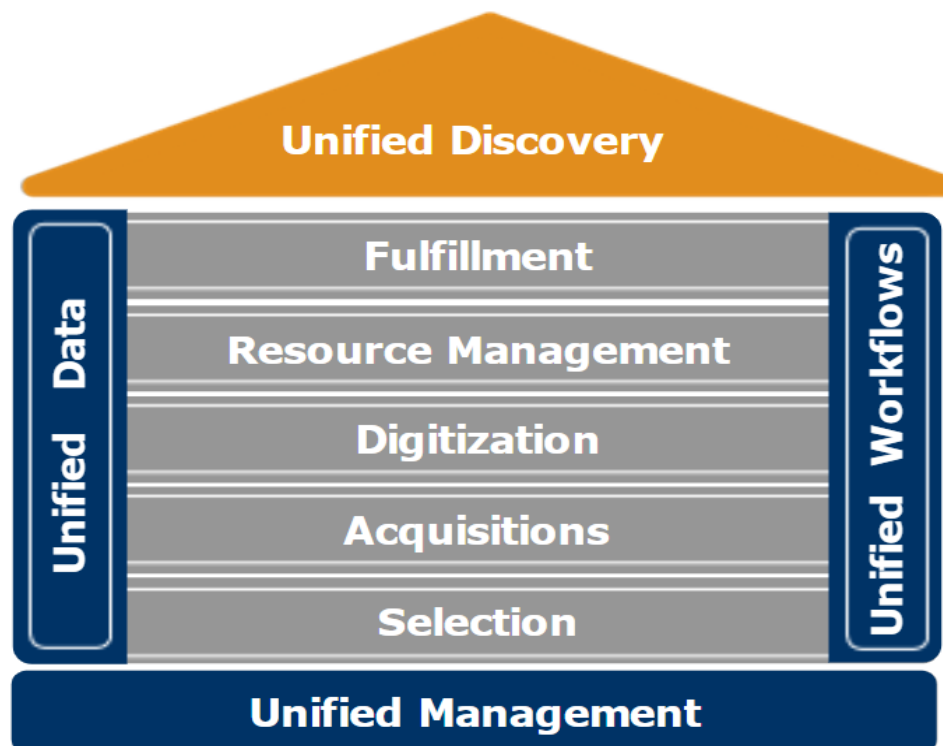 Unified Discovery
Unified Data
Fulfillment
Resource Management
Digitization
Acquisitions
Selection
Unified Workflows
Unified Management